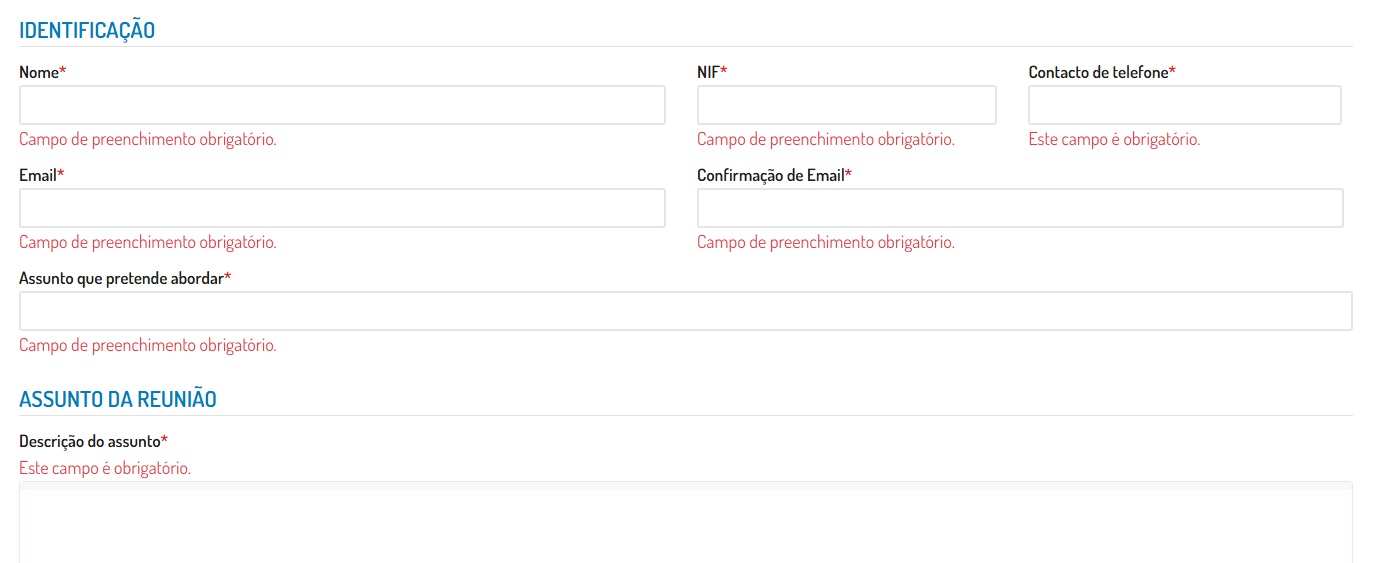 IDENTIFICAÇÃO
Nome* NIF* Contacto de telefone*
Campo de preenchimento obrigatório. Campo de preenchimento obrigatório. Este campo é obrigatório.
Email* Confirmação de Email*
Campo de preenchimento obrigatório. Campo de preenchimento obrigatório.
Assunto que pretende abordar*
Campo de preenchimento obrigatório.
ASSUNTO DA REUNIÃO
Descrição do assunto*
Este campo é obrigatório.